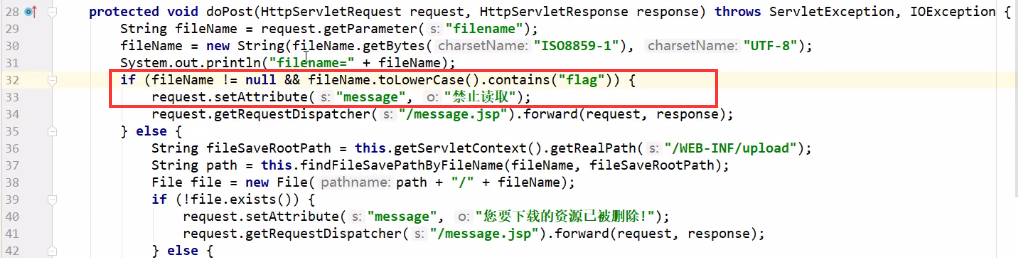 28 protected void doPost(HttpServletRequest request, HttpServletResponse response) throws ServletException, IOException {
29 String fileName = request.getParameter( s: "filename");
30 fileName = new String(fileName.getBytes( charsetName: "ISO8859-1"), charsetName: "UTF-8");
31 System.out.println("filename=" + fileName);
32 if (fileName != null && fileName.toLowerCase().contains("flag")) {
33 request.setAttribute( s: "message", o: "禁止读取");
34 request.getRequestDispatcher( s: "/message.jsp").forward(request, response);
35 } else {
36 String fileSaveRootPath = this.getServletContext().getRealPath( s: "/WEB-INF/upload");
37 String path = this.findFileSavePathByFileName(fileName, fileSaveRootPath);
38 File file = new File( pathname: path + "/" + fileName);
39 if (!file.exists()) {
40 request.setAttribute( s: "message", o: "您要下载的资源已被删除!");
41 request.getRequestDispatcher( s: "/message.jsp").forward(request, response);
42 } else {